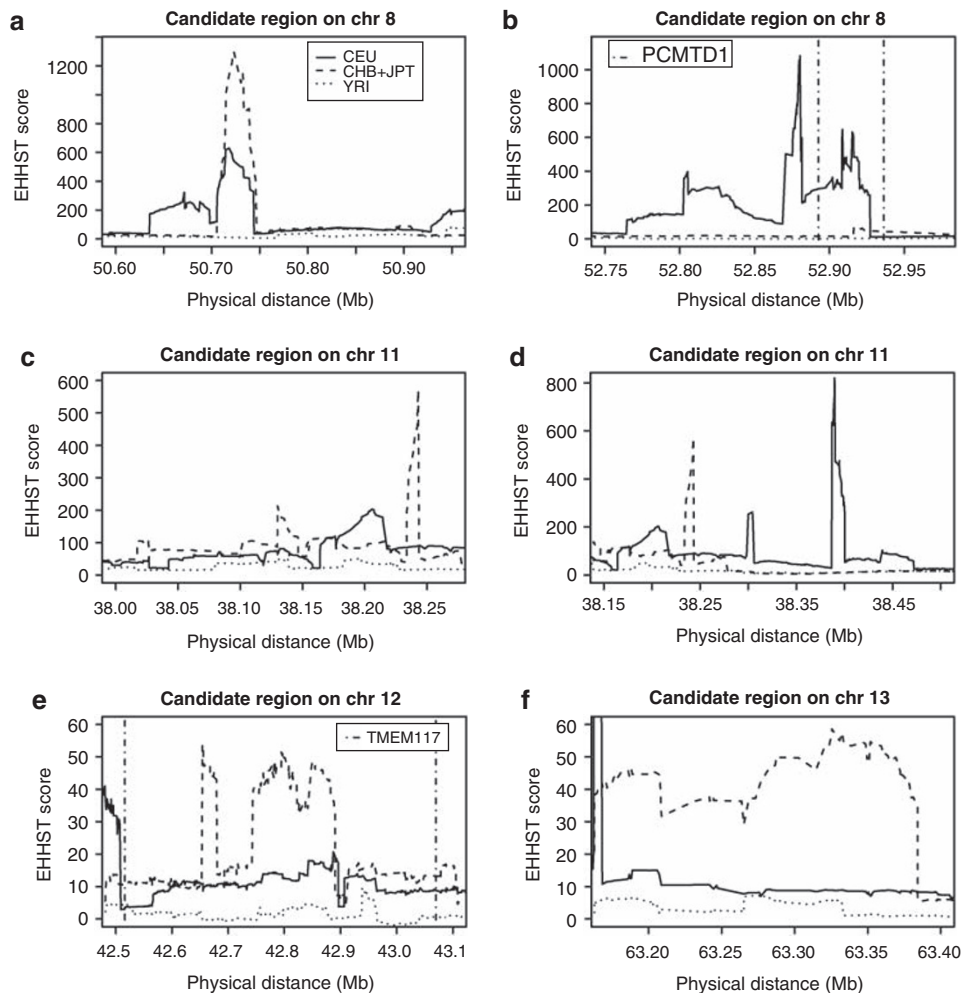 a
Candidate region on chr 8
EHHST score
1200
1000
800
600
400
200
0
CEU
CHB+JPT
YRI
50.60 50.70 50.80 50.90
Physical distance (Mb)
b
Candidate region on chr 8
EHHST score
1000
800
600
400
200
0
PCMTD1
52.75 52.80 52.85 52.90 52.95
Physical distance (Mb)
c
Candidate region on chr 11
EHHST score
600
500
400
300
200
100
0
38.00 38.05 38.10 38.15 38.20 38.25
Physical distance (Mb)
d
Candidate region on chr 11
EHHST score
800
600
400
200
0
38.15 38.25 38.35 38.45
Physical distance (Mb)
e
Candidate region on chr 12
EHHST score
60
50
40
30
20
10
0
TMEM117
42.5 42.6 42.7 42.8 42.9 43.0 43.1
Physical distance (Mb)
f
Candidate region on chr 13
EHHST score
60
50
40
30
20
10
0
63.20 63.25 63.30 63.35 63.40
Physical distance (Mb)